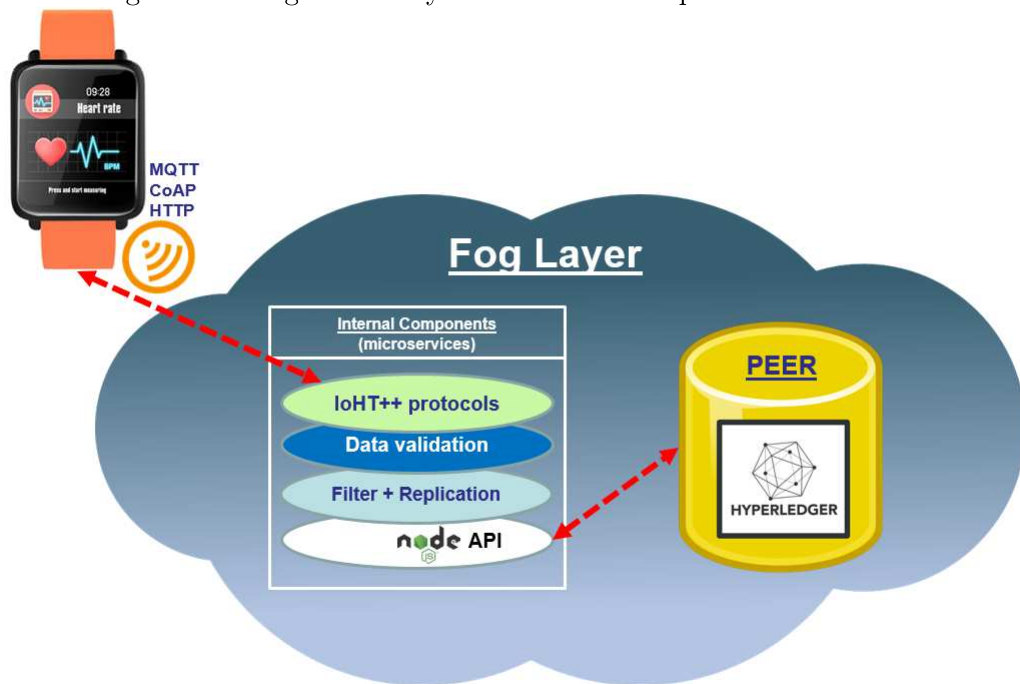 09:28
Heart rate
BPM
Press and start measuring
MQTT
CoAP
HTTP
Fog Layer
Internal Components
(microservices)
IoHT++ protocols
Data validation
Filter + Replication
node API
JS
PEER
HYPERLEDGER